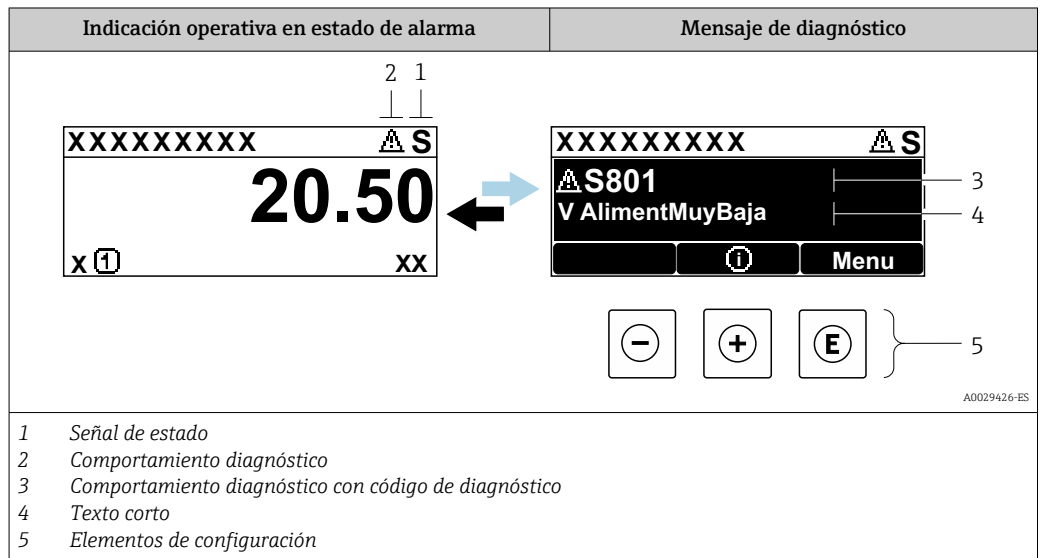 Indicación operativa en estado de alarma
Mensaje de diagnóstico
2 1
XXXXXXXXX ⚠ S
20.50
X 1 XX
XXXXXXXXX ⚠ S
⚠ S801
V AlimentMuyBaja
i Menu
3
4
- + E
5
A0029426-ES
1 Señal de estado
2 Comportamiento diagnóstico
3 Comportamiento diagnóstico con código de diagnóstico
4 Texto corto
5 Elementos de configuración